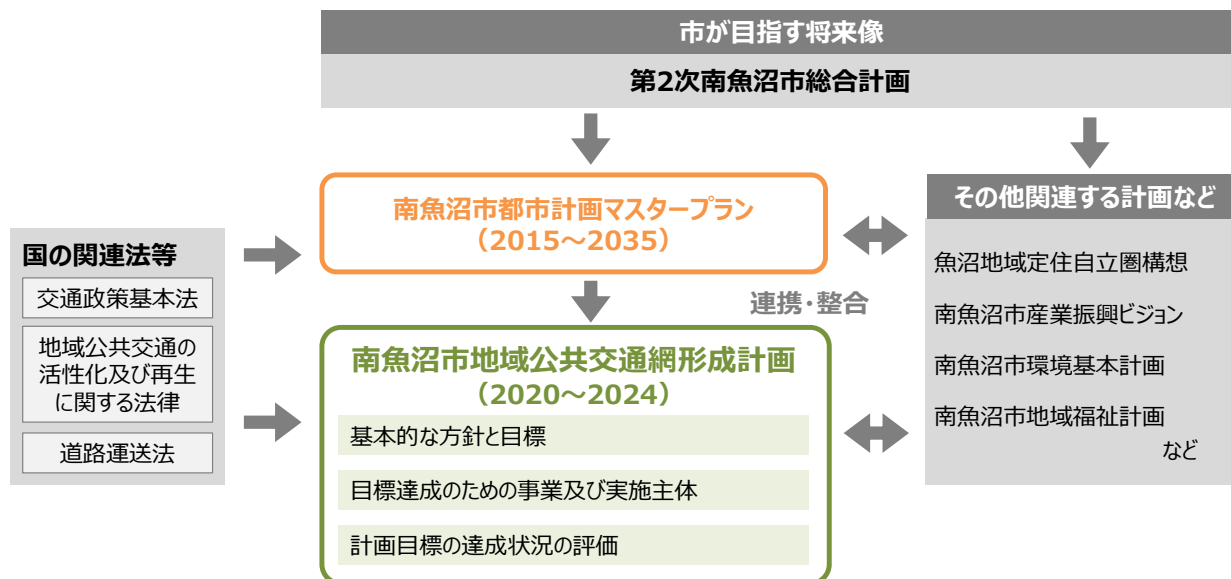 市が目指す将来像
第2次南魚沼市総合計画
南魚沼市都市計画マスタープラン
（2015～2035）
国の関連法等
交通政策基本法
地域公共交通の
活性化及び再生
に関する法律
道路運送法
連携・整合
南魚沼市地域公共交通網形成計画
（2020～2024）
基本的な方針と目標
目標達成のための事業及び実施主体
計画目標の達成状況の評価
その他関連する計画など
魚沼地域定住自立圏構想
南魚沼市産業振興ビジョン
南魚沼市環境基本計画
南魚沼市地域福祉計画
など